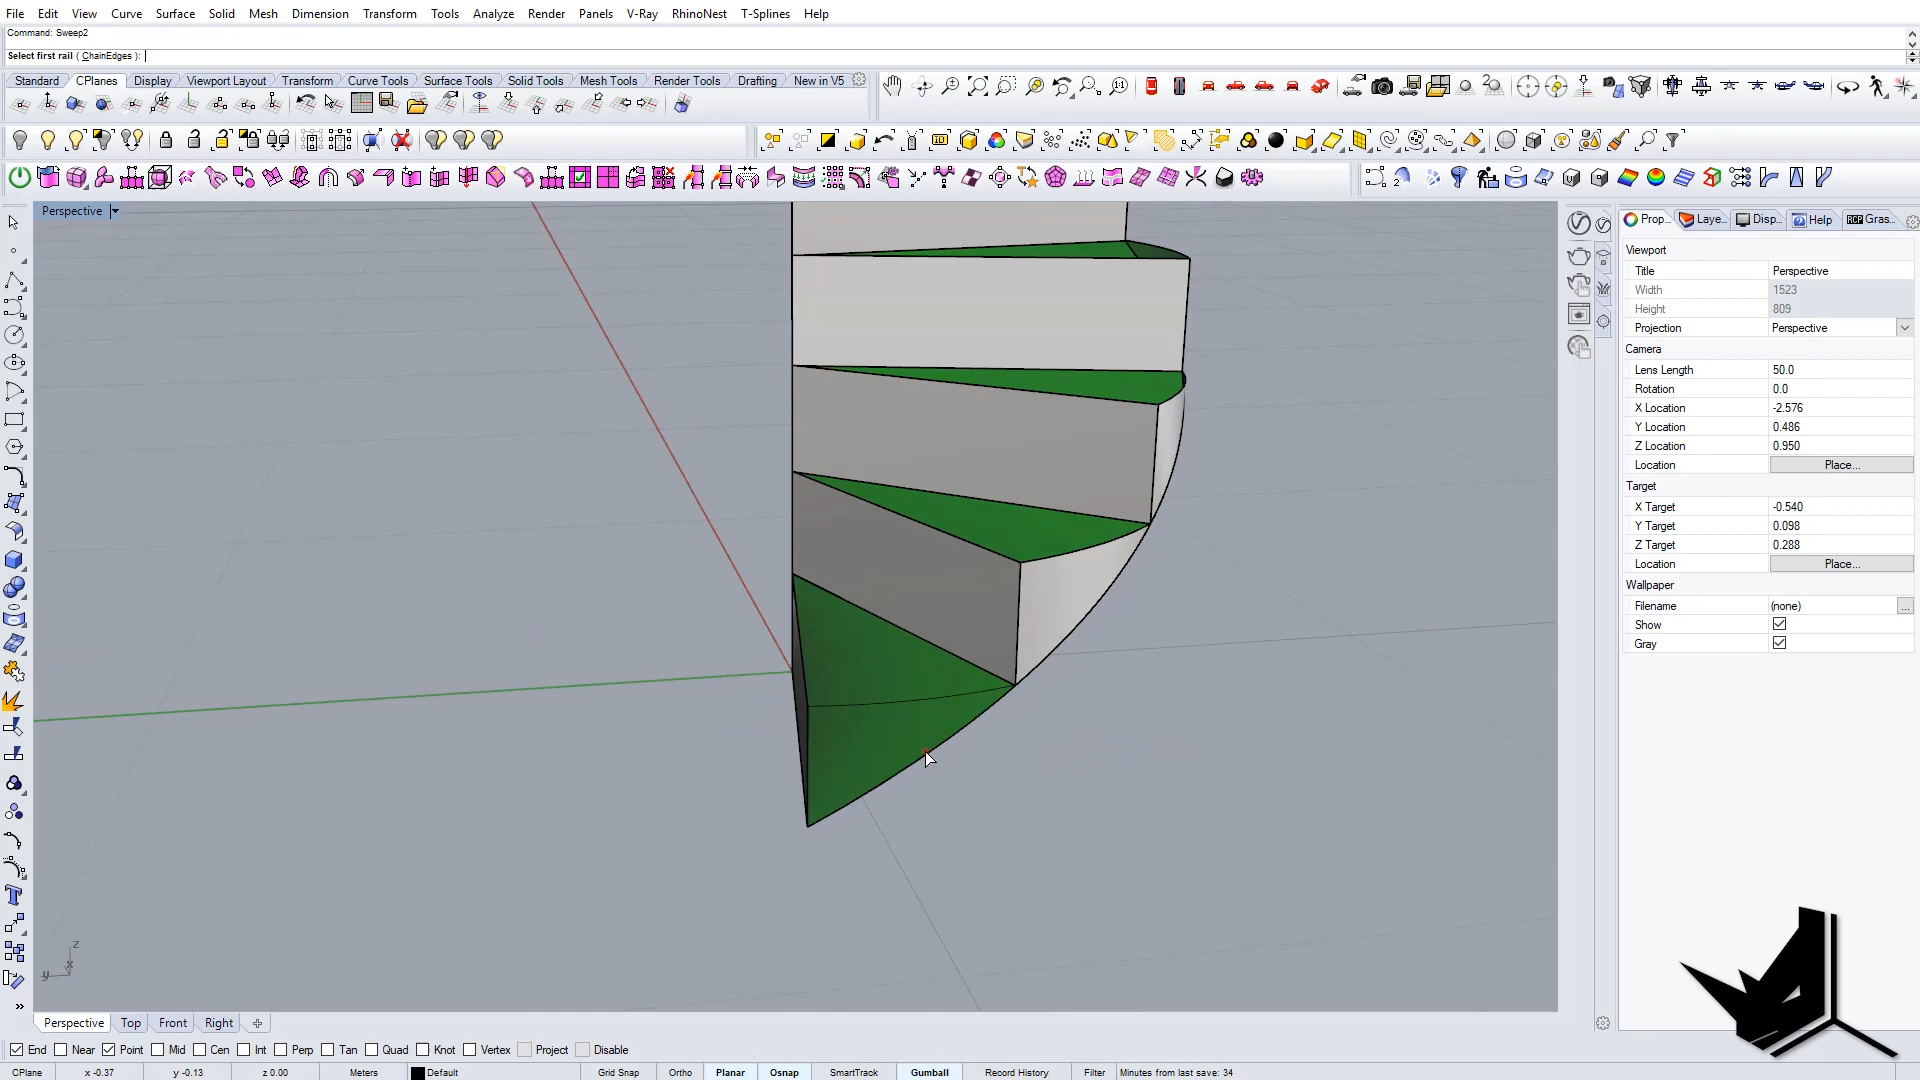 File Edit View Curve Surface Solid Mesh Dimension Transform Tools Analyze Render Panels V-Ray RhinoNest T-Splines Help
Command: Sweep2
Select first rail ( ChainEdges ):
Standard CPlanes Display Viewport Layout Transform Curve Tools Surface Tools Solid Tools Mesh Tools Render Tools Drafting New in V5
Perspective
Prop... Laye... Disp... Help Gras...
Viewport
Title Perspective
Width 1523
Height 809
Projection Perspective
Camera
Lens Length 50.0
Rotation 0.0
X Location -2.576
Y Location 0.486
Z Location 0.950
Location Place...
Target
X Target -0.540
Y Target 0.098
Z Target 0.288
Location Place...
Wallpaper
Filename (none) ...
Show
Gray
z
y x
Perspective Top Front Right
End Near Point Mid Cen Int Perp Tan Quad Knot Vertex Project Disable
CPlane x -0.37 y -0.13 z 0.00 Meters Default Grid Snap Ortho Planar Osnap SmartTrack Gumball Record History Filter Minutes from last save: 34